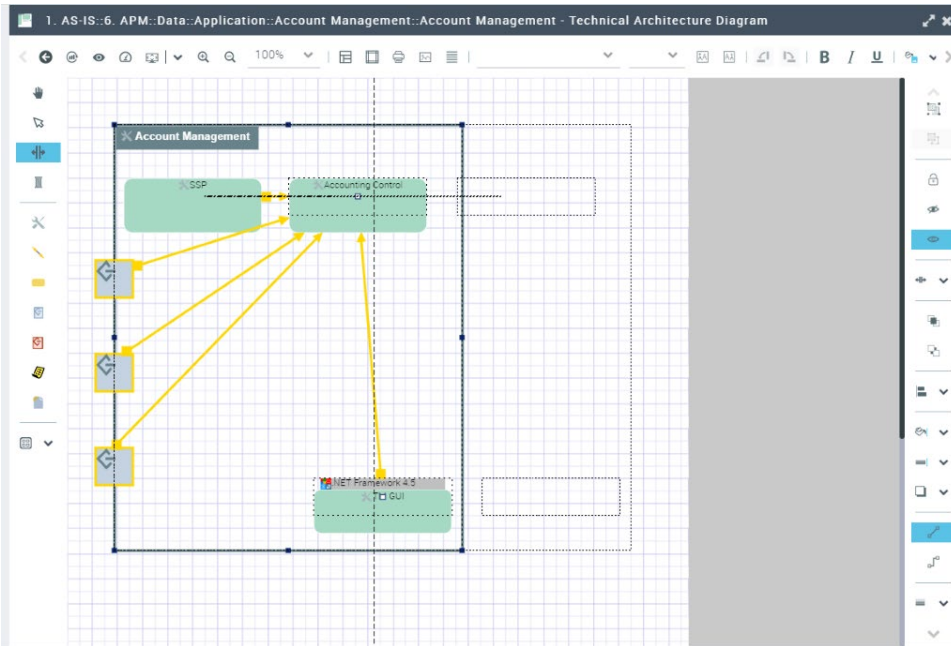 1. AS-IS::6. APM::Data::Application::Account Management::Account Management - Technical Architecture Diagram
100%
B I U
Account Management
SSP
Accounting Control
.NET Framework 4.5
GUI